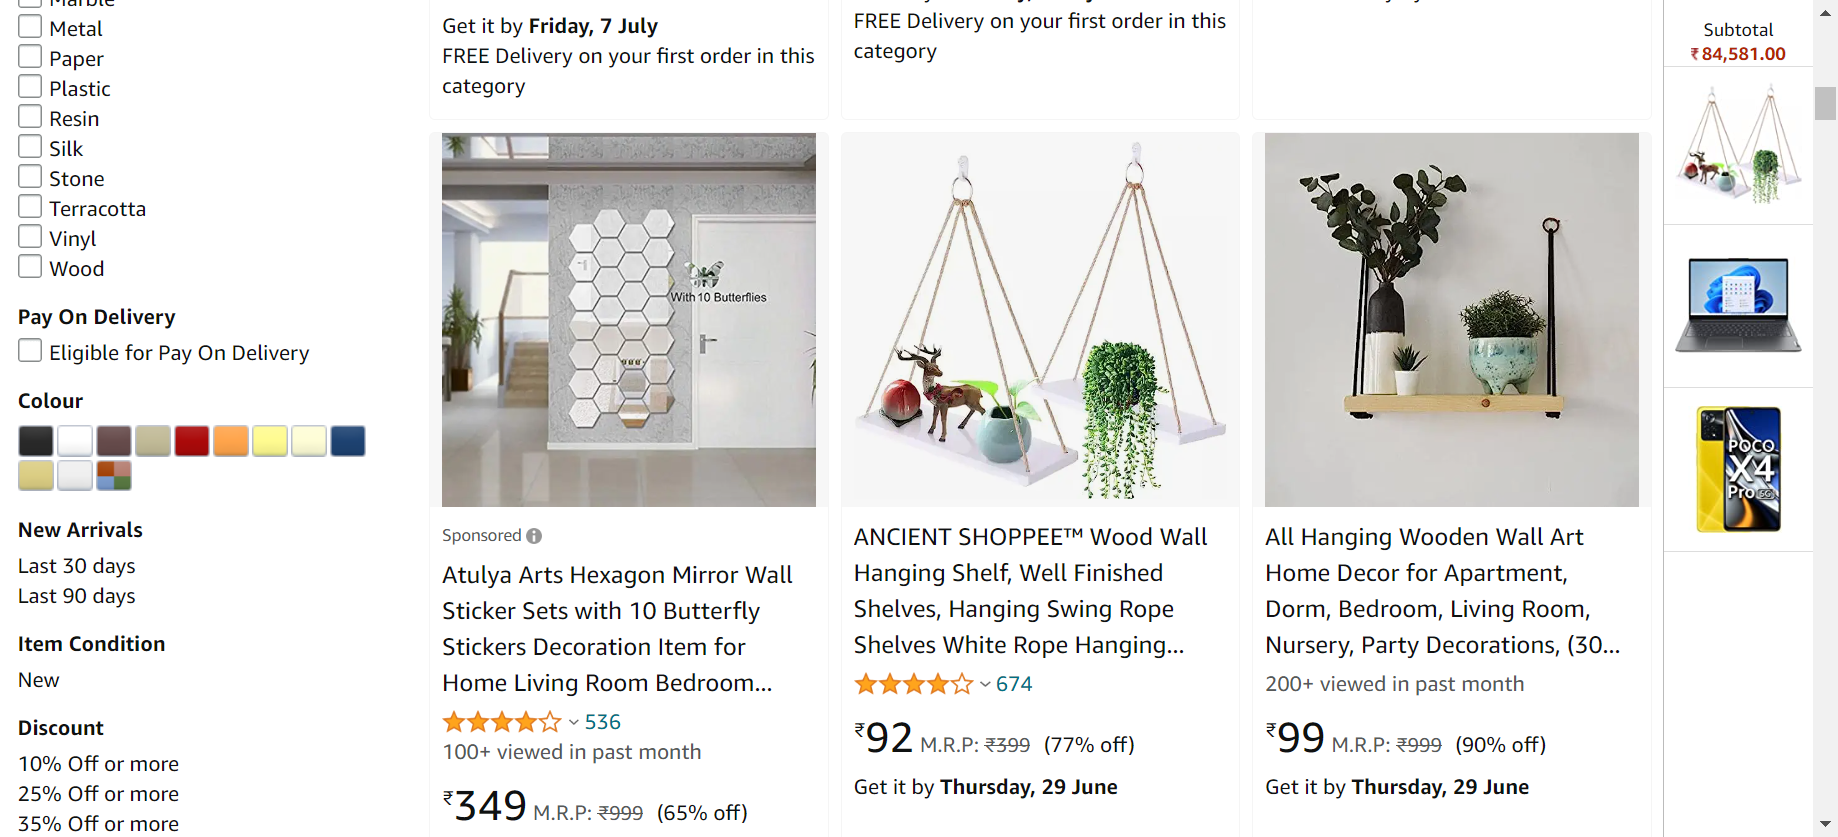 Marble
Metal
Paper
Plastic
Resin
Silk
Stone
Terracotta
Vinyl
Wood
Pay On Delivery
Eligible for Pay On Delivery
Colour
New Arrivals
Last 30 days
Last 90 days
Item Condition
New
Discount
10% Off or more
25% Off or more
35% Off or more
Get it by Friday, 7 July
FREE Delivery on your first order in this
category
FREE Delivery on your first order in this
category
With 10 Butterflies
Sponsored
Atulya Arts Hexagon Mirror Wall
Sticker Sets with 10 Butterfly
Stickers Decoration Item for
Home Living Room Bedroom...
536
100+ viewed in past month
₹349 M.R.P: ₹999 (65% off)
ANCIENT SHOPPEE™ Wood Wall
Hanging Shelf, Well Finished
Shelves, Hanging Swing Rope
Shelves White Rope Hanging...
674
₹92 M.R.P: ₹399 (77% off)
Get it by Thursday, 29 June
All Hanging Wooden Wall Art
Home Decor for Apartment,
Dorm, Bedroom, Living Room,
Nursery, Party Decorations, (30...
200+ viewed in past month
₹99 M.R.P: ₹999 (90% off)
Get it by Thursday, 29 June
Subtotal
₹84,581.00
POCO
X4
Pro 5G